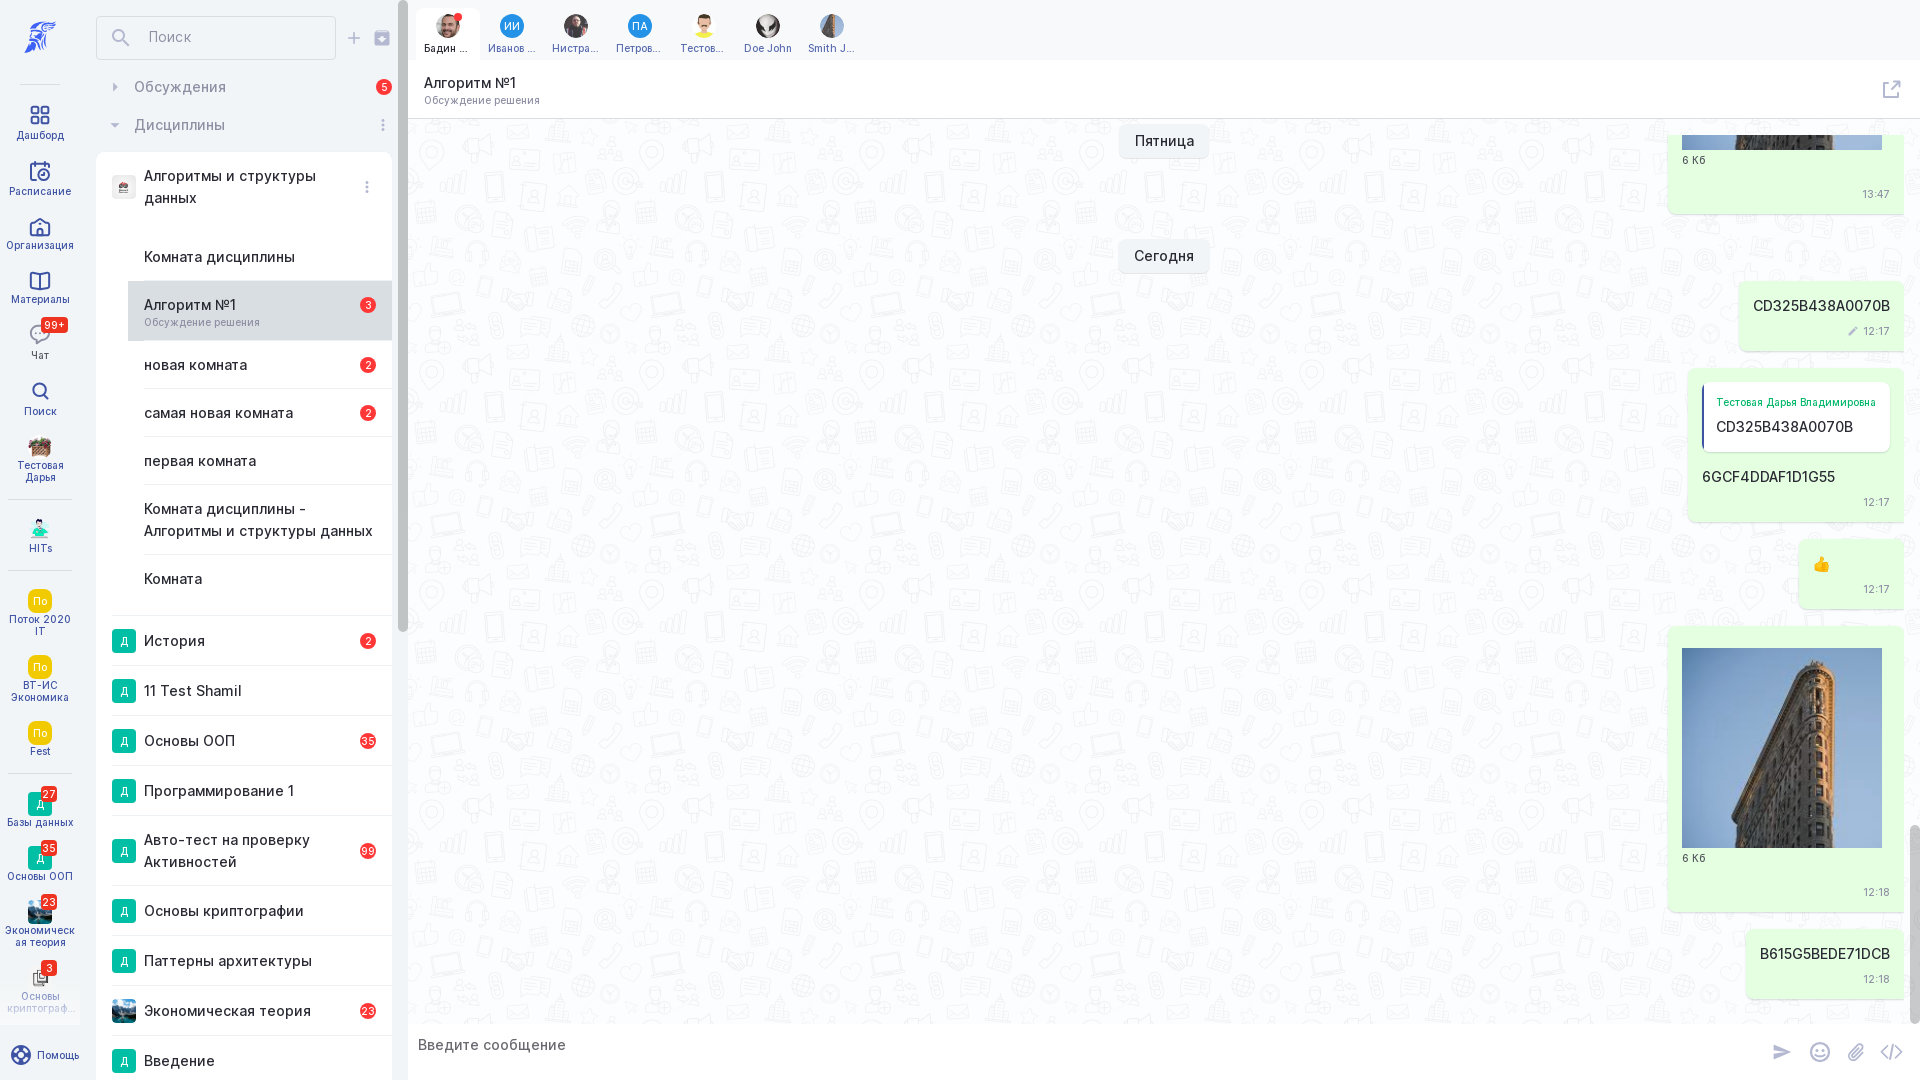 Дашборд
Расписание
Организация
Материалы
99+
Чат
Поиск
Тестовая
Дарья
HITs
По
Поток 2020
IT
По
ВТ-ИС
Экономика
По
Fest
27
Д
Базы данных
35
Д
Основы ООП
23
Экономическ
ая теория
3
Основы
криптограф...
Помощь
Поиск
Обсуждения
5
Дисциплины
Алгоритмы и структуры
данных
Комната дисциплины
Алгоритм №1
3
Обсуждение решения
новая комната
2
самая новая комната
2
первая комната
Комната дисциплины -
Алгоритмы и структуры данных
Комната
Д
История
2
Д
11 Test Shamil
Д
Основы ООП
35
Д
Программирование 1
Д
Авто-тест на проверку
Активностей
99
Д
Основы криптографии
Д
Паттерны архитектуры
Экономическая теория
23
Д
Введение
Бадин ...
ИИ
Иванов ...
Нистра...
ПА
Петров...
Тестов...
Doe John
Smith J...
Алгоритм №1
Обсуждение решения
Пятница
6 Кб
13:47
Сегодня
CD325B438A0070B
12:17
Тестовая Дарья Владимировна
CD325B438A0070B
6GCF4DDAF1D1G55
12:17
12:17
6 Кб
12:18
B615G5BEDE71DCB
12:18
Введите сообщение